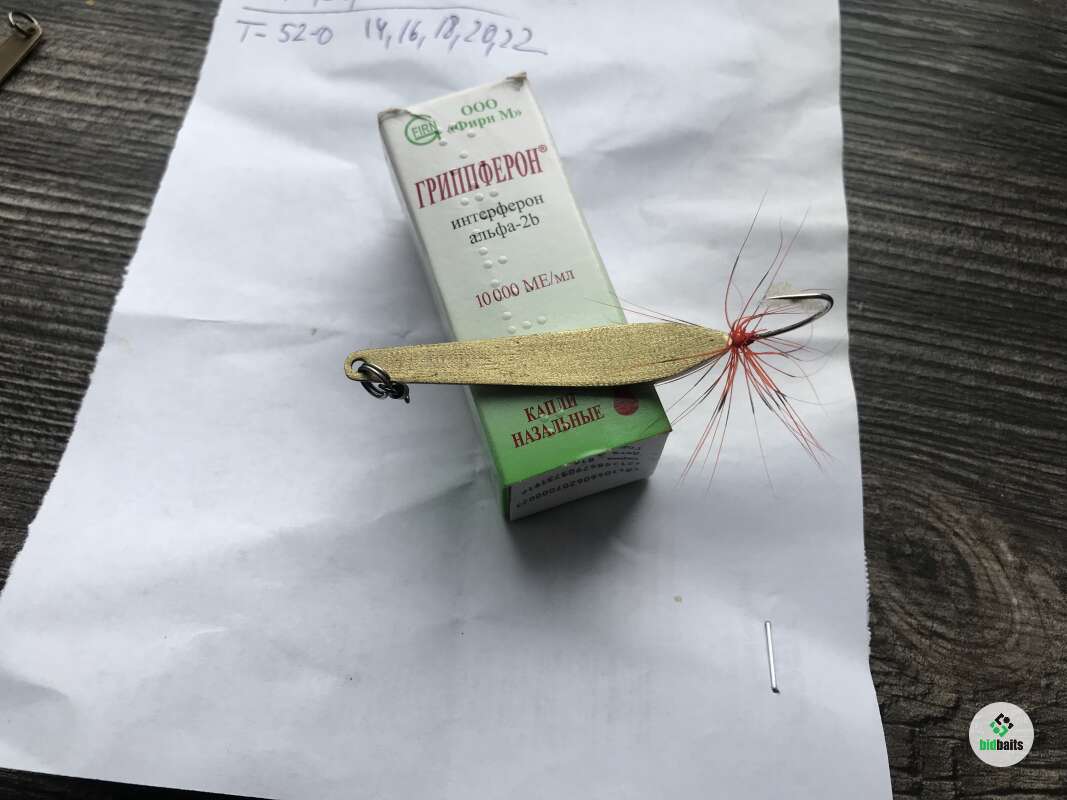 T-52-0 14,16,18,20,22
ООО
«Фирн М»
FIRN
ГРИППФЕРОН®
интерферон
альфа-2b
10 000 МЕ/мл
КАПЛИ
НАЗАЛЬНЫЕ
bidbaits